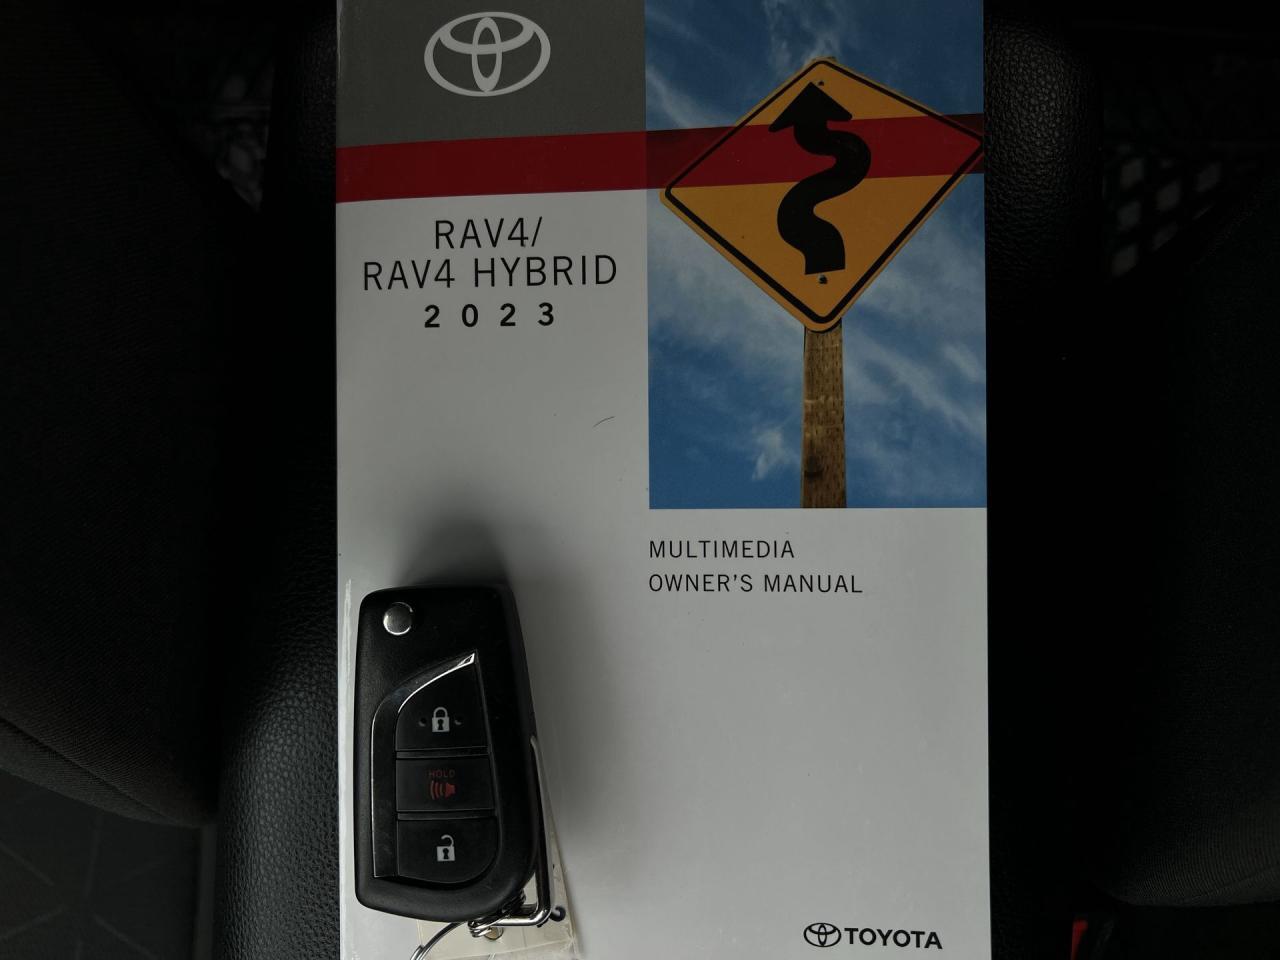 RAV4/
RAV4 HYBRID
2023
MULTIMEDIA
OWNER'S MANUAL
HOLD
TOYOTA